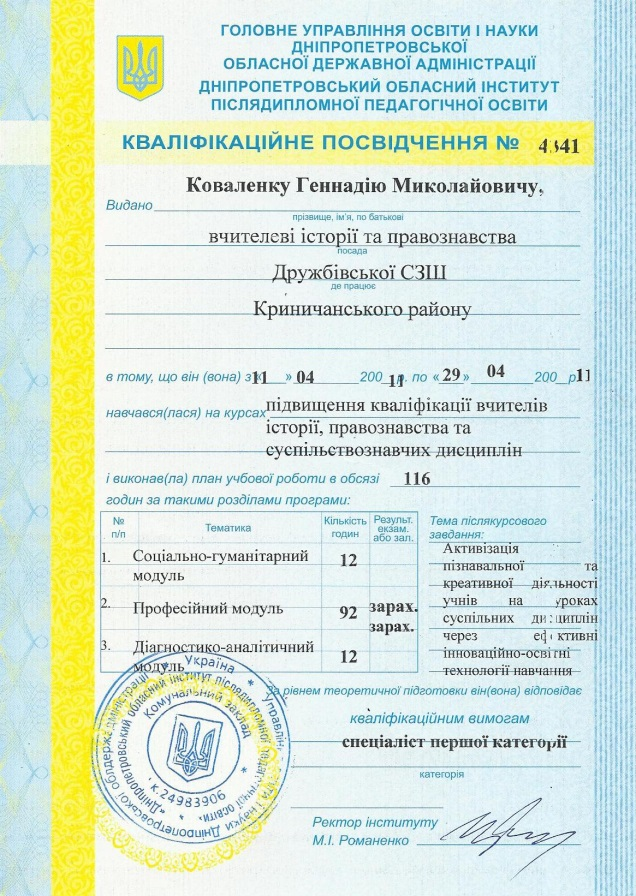 ГОЛОВНЕ УПРАВЛІННЯ ОСВІТИ І НАУКИ
ДНІПРОПЕТРОВСЬКОЇ
ОБЛАСНОЇ ДЕРЖАВНОЇ АДМІНІСТРАЦІЇ
ДНІПРОПЕТРОВСЬКИЙ ОБЛАСНИЙ ІНСТИТУТ
ПІСЛЯДИПЛОМНОЇ ПЕДАГОГІЧНОЇ ОСВІТИ
КВАЛІФІКАЦІЙНЕ ПОСВІДЧЕННЯ №
Коваленку Геннадію Миколайовичу,
Видано
прізвище, ім'я, по батькові
вчителеві історії та правознавства
посада
Дружбівської СЗШ
де працює
Криничанського району
в тому, що він (вона) з « 11 » 04 200 11 р. по « 29 » 04 200 р. 11
навчався(лася) на курсах підвищення кваліфікації вчителів
історії, правознавства та
суспільствознавчих дисциплін
і виконав(ла) план учбової роботи в обсязі 116
годин за такими розділами програми:
№ п/п Тематика Кількість годин Результ. екзам. або зал.
1. Соціально-гуманітарний модуль 12
2. Професійний модуль 92 зарах. зарах.
3. Діагностико-аналітичний модуль 12
Тема післякурсового
завдання:
Активізація
пізнавальної та
креативної діяльності
учнів на уроках
суспільних дисциплін
через ефективні
інноваційно-освітні
технології навчання
За рівнем теоретичної підготовки він(вона) відповідає
кваліфікаційним вимогам
спеціаліст першої категорії
категорія
Ректор інституту
М.І. Романенко
Україна * Управління освіти і науки Дніпропетровської облдержадміністрації *
Дніпропетровський обласний інститут післядипломної педагогічної освіти
Комунальний заклад
к.24983906